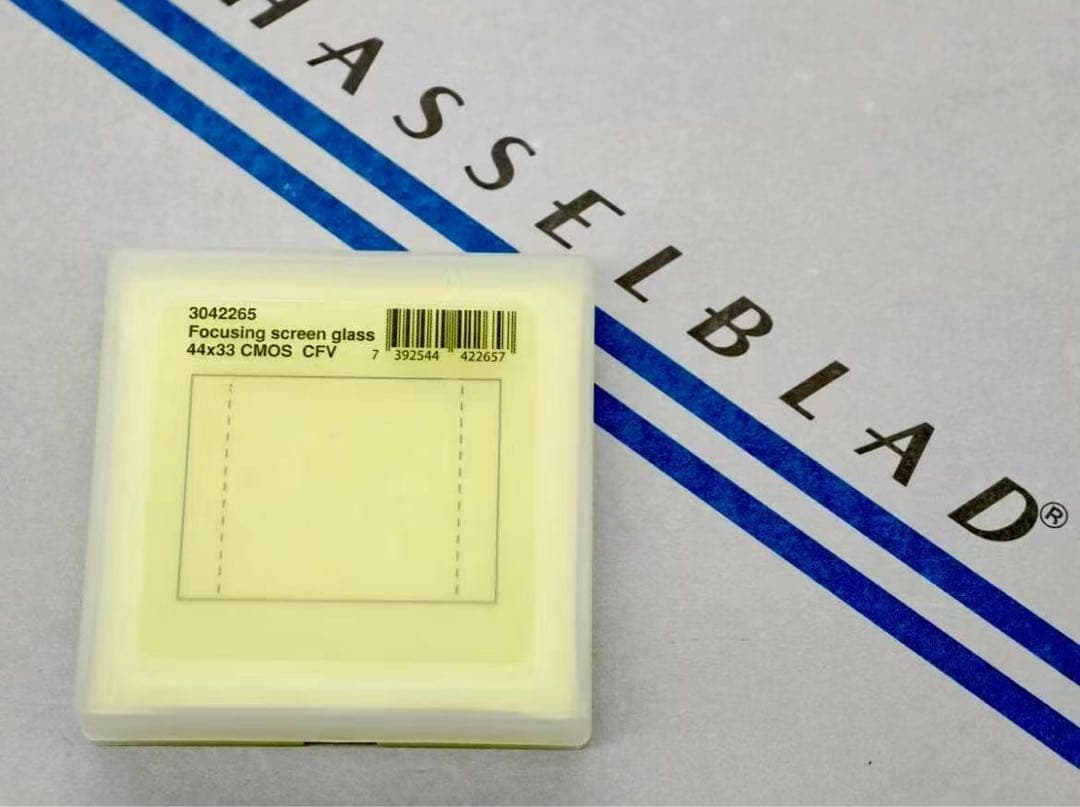 HASSELBLAD®
3042265
Focusing screen glass
44x33 CMOS CFV
7 392544 422657